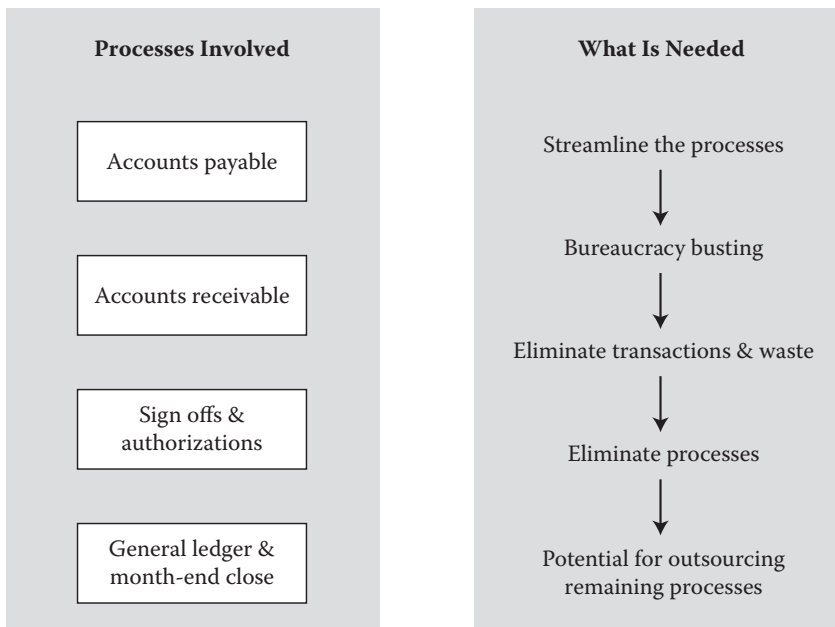 Processes Involved
Accounts payable
Accounts receivable
Sign offs &
authorizations
General ledger &
month-end close
What Is Needed
Streamline the processes
Bureaucracy busting
Eliminate transactions & waste
Eliminate processes
Potential for outsourcing
remaining processes